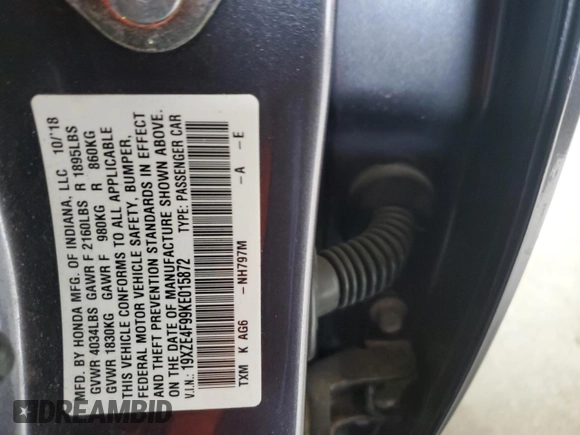 MFD. BY HONDA MFG. OF INDIANA, LLC 10/'18
GVWR 4034LBS GAWR F 2160LBS R 1895LBS
GVWR 1830KG GAWR F 980KG R 860KG
THIS VEHICLE CONFORMS TO ALL APPLICABLE
FEDERAL MOTOR VEHICLE SAFETY, BUMPER,
AND THEFT PREVENTION STANDARDS IN EFFECT
ON THE DATE OF MANUFACTURE SHOWN ABOVE.
V.I.N.: 19XZE4F99KE015872 TYPE: PASSENGER CAR
TXM K AG6 -NH797M -A -E
DREAMBID